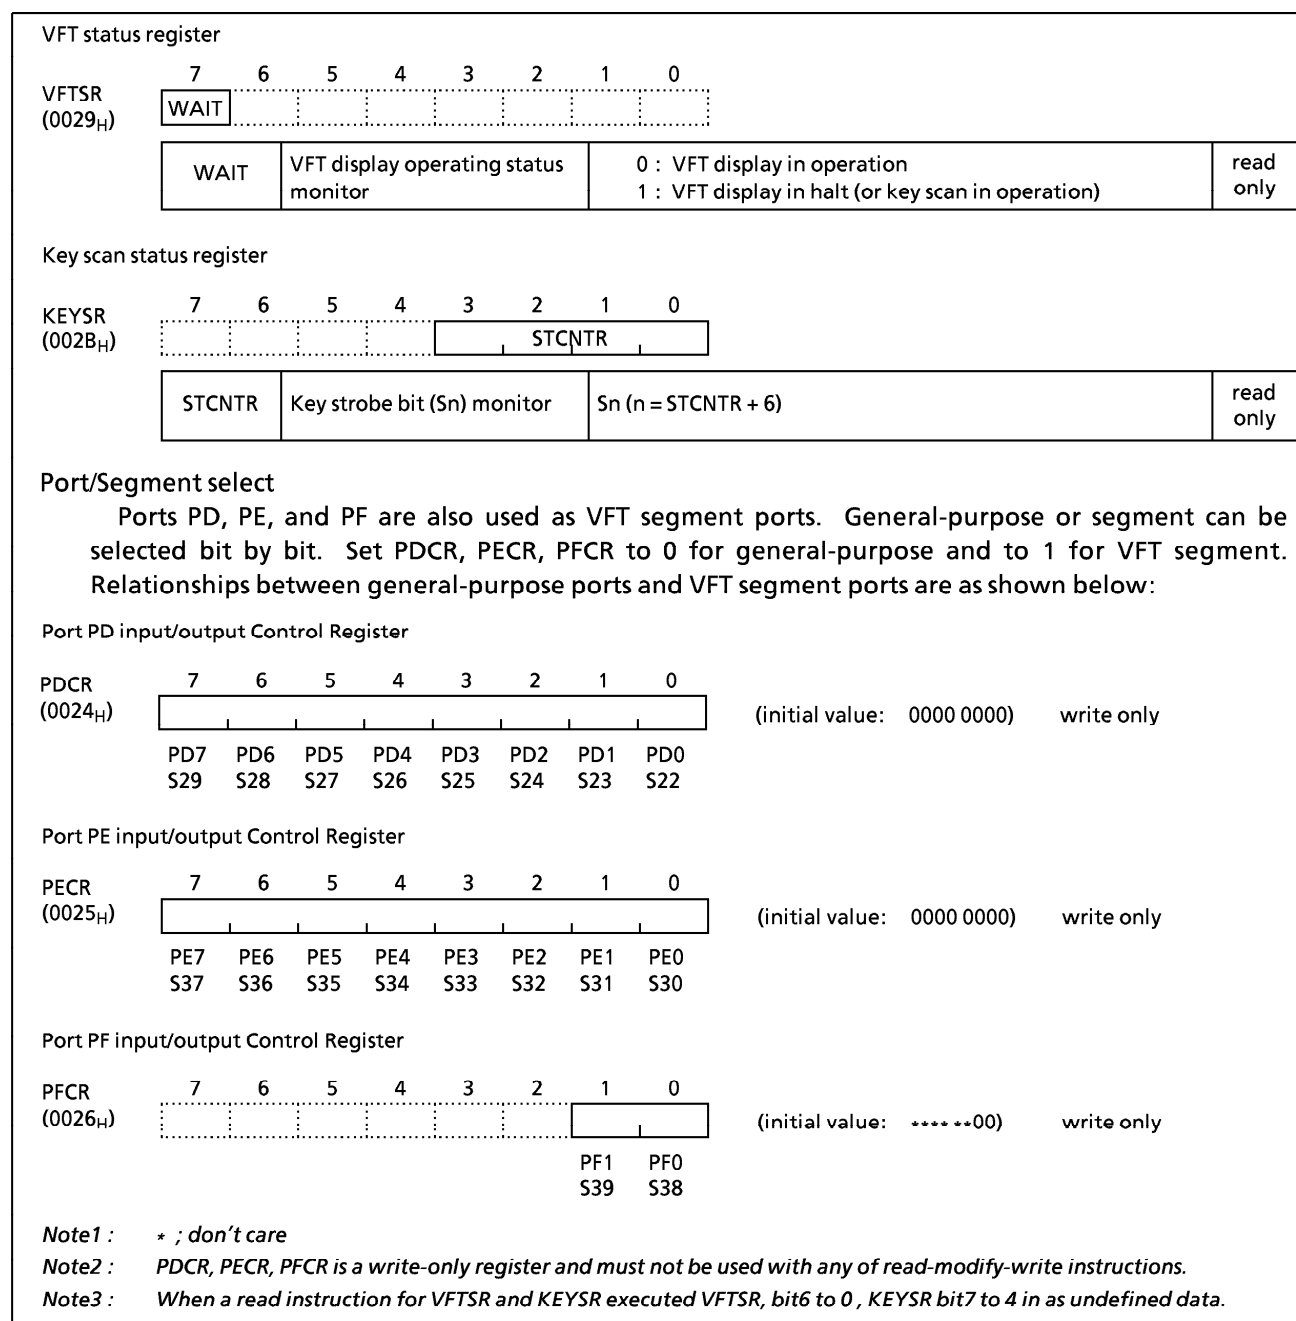 VFT status register
7 6 5 4 3 2 1 0
VFTSR
(0029H)
WAIT
WAIT VFT display operating status monitor 0 : VFT display in operation read only
1 : VFT display in halt (or key scan in operation)
Key scan status register
7 6 5 4 3 2 1 0
KEYSR
(002BH)
STCNTR
STCNTR Key strobe bit (Sn) monitor Sn (n = STCNTR + 6) read only
Port/Segment select
Ports PD, PE, and PF are also used as VFT segment ports. General-purpose or segment can be
selected bit by bit. Set PDCR, PECR, PFCR to 0 for general-purpose and to 1 for VFT segment.
Relationships between general-purpose ports and VFT segment ports are as shown below:
Port PD input/output Control Register
PDCR 7 6 5 4 3 2 1 0
(0024H) (initial value: 0000 0000) write only
PD7 PD6 PD5 PD4 PD3 PD2 PD1 PD0
S29 S28 S27 S26 S25 S24 S23 S22
Port PE input/output Control Register
PECR 7 6 5 4 3 2 1 0
(0025H) (initial value: 0000 0000) write only
PE7 PE6 PE5 PE4 PE3 PE2 PE1 PE0
S37 S36 S35 S34 S33 S32 S31 S30
Port PF input/output Control Register
PFCR 7 6 5 4 3 2 1 0
(0026H) (initial value: **** **00) write only
PF1 PF0
S39 S38
Note1 : * ; don't care
Note2 : PDCR, PECR, PFCR is a write-only register and must not be used with any of read-modify-write instructions.
Note3 : When a read instruction for VFTSR and KEYSR executed VFTSR, bit6 to 0 , KEYSR bit7 to 4 in as undefined data.